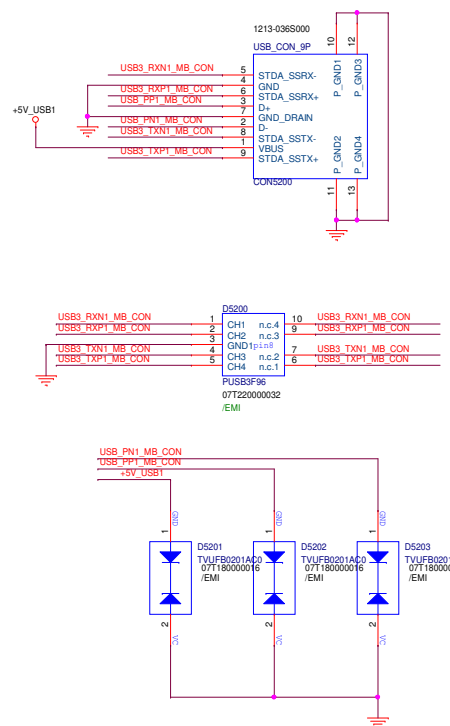 1213-036S000
USB_CON_9P
10
12
P_GND1
P_GND3
USB3_RXN1_MB_CON 5 STDA_SSRX-
4 GND
USB3_RXP1_MB_CON 6 STDA_SSRX+
USB_PP1_MB_CON 3 D+
7 GND_DRAIN
USB_PN1_MB_CON 2 D-
USB3_TXN1_MB_CON 8 STDA_SSTX-
1 VBUS
USB3_TXP1_MB_CON 9 STDA_SSTX+
+5V_USB1
P_GND2
P_GND4
11
13
CON5200
D5200
USB3_RXN1_MB_CON 1 CH1 n.c.4 10 USB3_RXN1_MB_CON
USB3_RXP1_MB_CON 2 CH2 n.c.3 9 USB3_RXP1_MB_CON
3 GND1 pin8
USB3_TXN1_MB_CON 4 CH3 n.c.2 7 USB3_TXN1_MB_CON
USB3_TXP1_MB_CON 5 CH4 n.c.1 6 USB3_TXP1_MB_CON
PUSB3F96
07T220000032
/EMI
USB_PN1_MB_CON
USB_PP1_MB_CON
+5V_USB1
GND GND GND
1 1 1
D5201 D5202 D5203
TVUFB0201AC0 TVUFB0201AC0 TVUFB0201
07T180000016 07T180000016 07T1800000
/EMI /EMI /EMI
2 2 2
VC VC VC